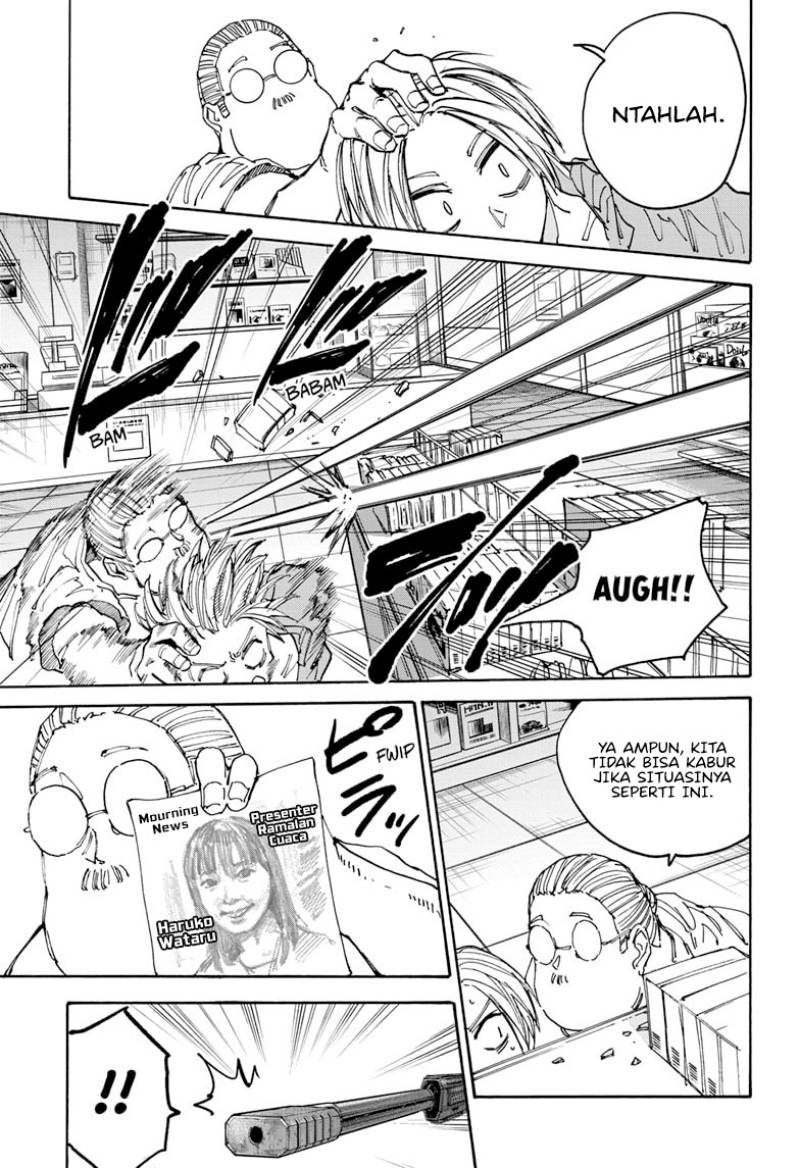 NTAHLAH.
BABAM
BAM
AUGH!!
YA AMPUN, KITA
TIDAK BISA KABUR
JIKA SITUASINYA
SEPERTI INI.
ピラッ
FWIP
Mourning
News
Presenter
Ramalan
Cuaca
Haruko
Wataru
!!